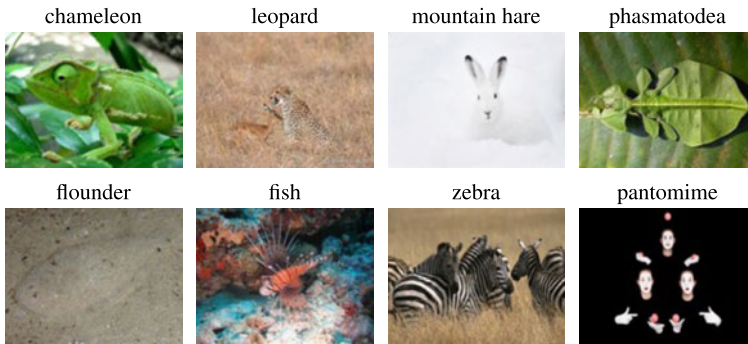 chameleon
leopard
mountain hare
phasmatodea
flounder
fish
zebra
pantomime